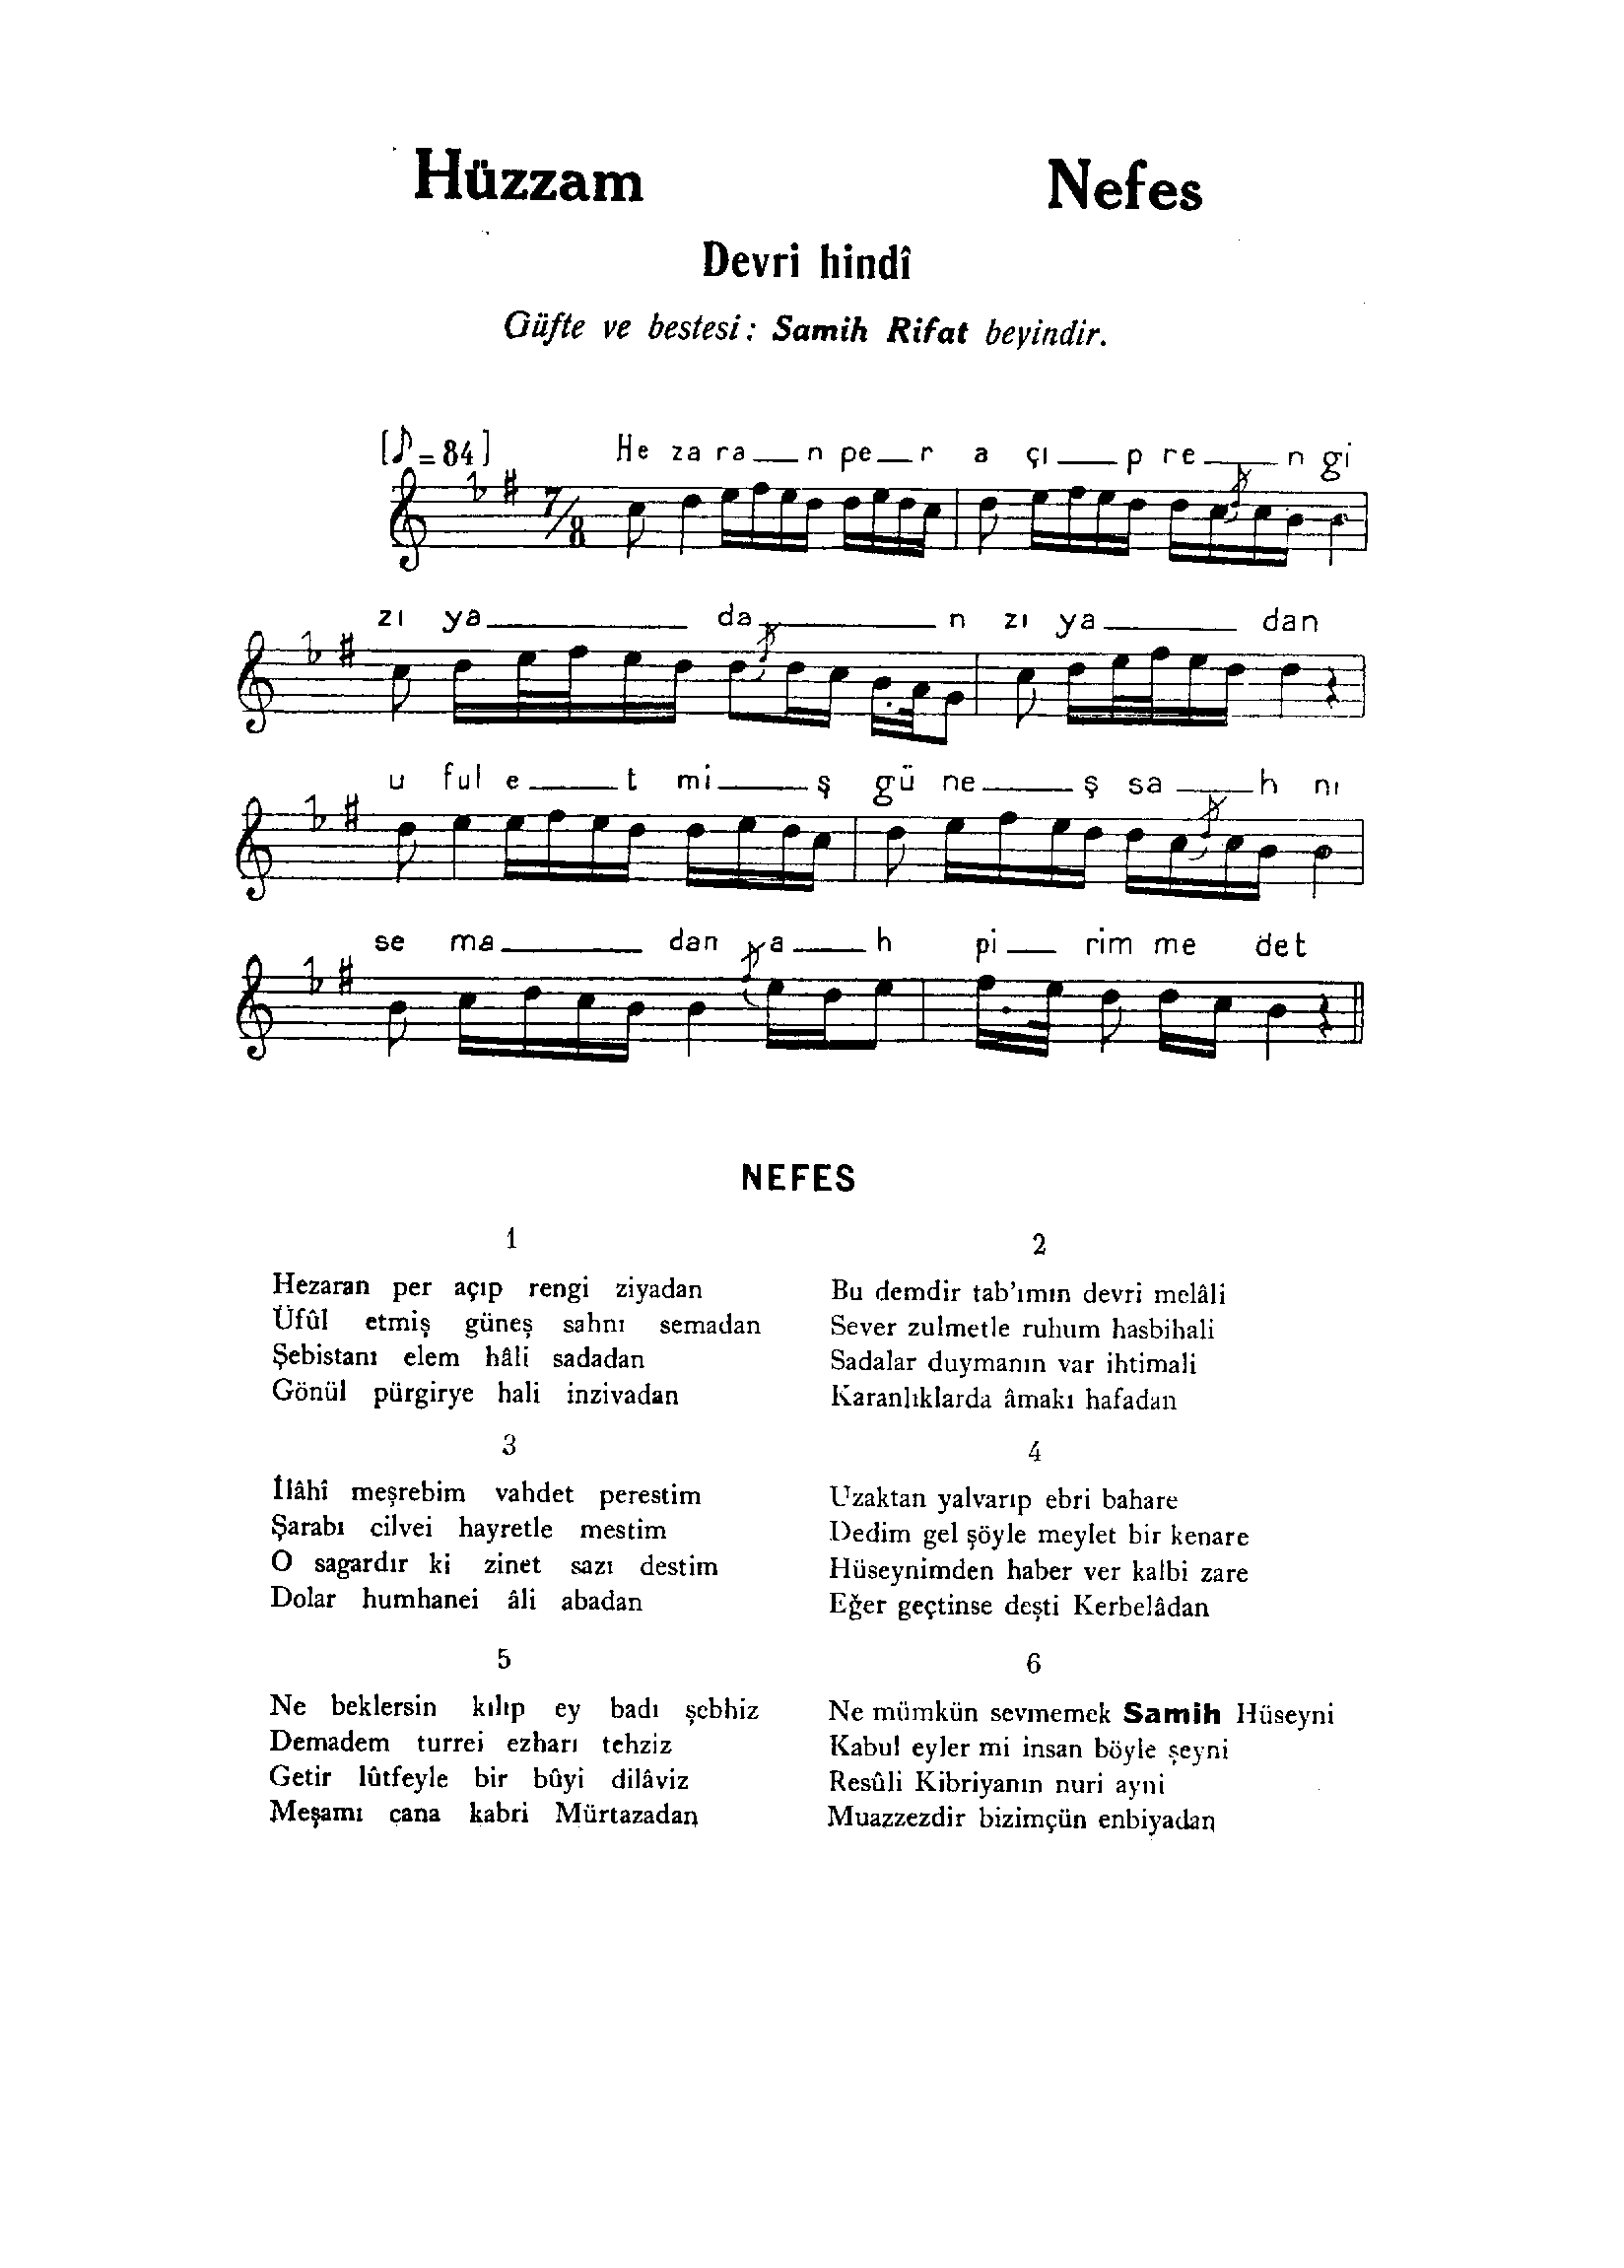 Hüzzam Nefes
Devri hindî
Güfte ve bestesi: Samih Rifat beyindir.
[♪ = 84] He za ra n pe r a çı p re n gi
7/8
zı ya da n zı ya dan
u ful e t mi ş gü ne ş sa h nı
se ma dan ya h pi rim me det
NEFES
1
Hezaran per açıp rengi ziyadan
Üfûl etmiş güneş sahnı semadan
Şebistanı elem hâli sadadan
Gönül pürgirye hali inzivadan
2
Bu demdir tab'ımın devri melâli
Sever zulmetle ruhum hasbihali
Sadalar duymanın var ihtimali
Karanlıklarda âmakı hafadan
3
İlâhî meşrebim vahdet perestim
Şarabı cilvei hayretle mestim
O sagardır ki zinet sazı destim
Dolar humhanei âli abadan
4
Uzaktan yalvarıp ebri bahare
Dedim gel şöyle meylet bir kenare
Hüseynimden haber ver kalbi zare
Eğer geçtinse deşti Kerbelâdan
5
Ne beklersin kılıp ey badı şebhiz
Demadem turrei ezharı tehziz
Getir lûtfeyle bir bûyi dilâviz
Meşamı cana kabri Mürtazadan
6
Ne mümkün sevmemek Samih Hüseyni
Kabul eyler mi insan böyle şeyni
Resûli Kibriyanın nuri ayni
Muazzezdir bizimçün enbiyadan